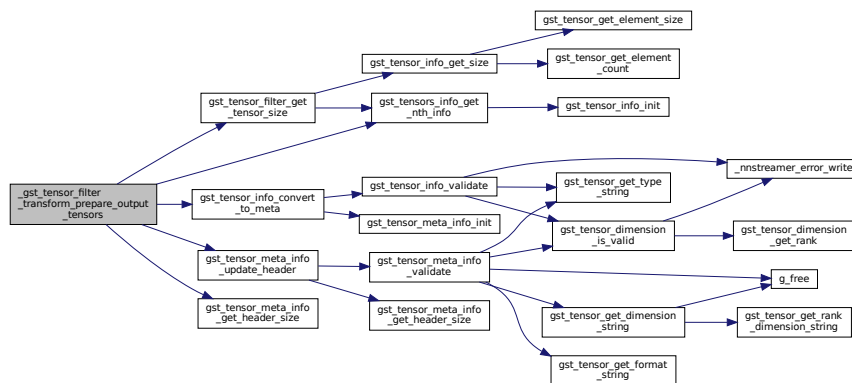 _gst_tensor_filter
_transform_prepare_output
_tensors
gst_tensor_filter_get
_tensor_size
gst_tensors_info_get
_nth_info
gst_tensor_info_convert
_to_meta
gst_tensor_meta_info
_update_header
gst_tensor_meta_info
_get_header_size
gst_tensor_info_get_size
gst_tensor_get_element_size
gst_tensor_get_element
_count
gst_tensor_info_init
gst_tensor_info_validate
gst_tensor_meta_info_init
gst_tensor_meta_info
_validate
gst_tensor_meta_info
_get_header_size
_nnstreamer_error_write
gst_tensor_get_type
_string
gst_tensor_dimension
_is_valid
gst_tensor_dimension
_get_rank
g_free
gst_tensor_get_dimension
_string
gst_tensor_get_rank
_dimension_string
gst_tensor_get_format
_string